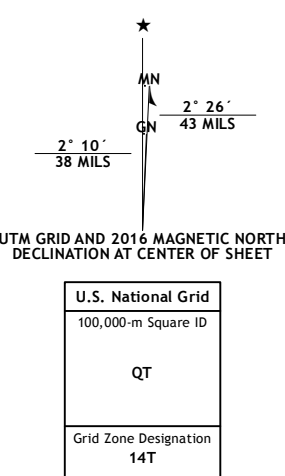 ★
MN
GN
2° 26´
43 MILS
2° 10´
38 MILS
UTM GRID AND 2016 MAGNETIC NORTH
DECLINATION AT CENTER OF SHEET
U.S. National Grid
100,000-m Square ID
QT
Grid Zone Designation
14T